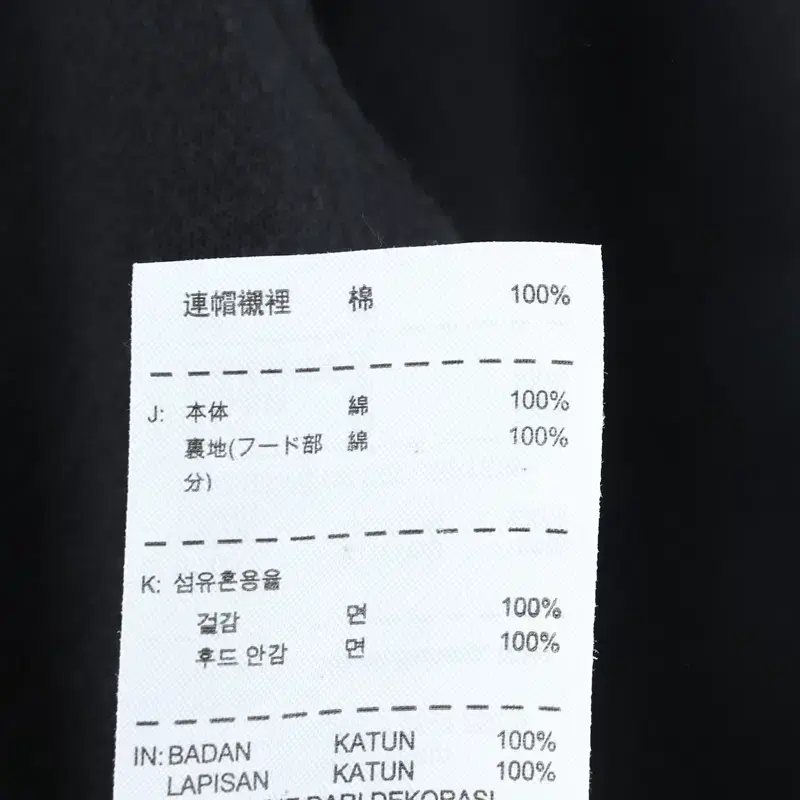 連帽襯裡 棉 100%
J: 本体 綿 100%
裏地(フード部 綿 100%
分)
K: 섬유혼용율
겉감 면 100%
후드 안감 면 100%
IN: BADAN KATUN 100%
LAPISAN KATUN 100%
DARI DEKORASI